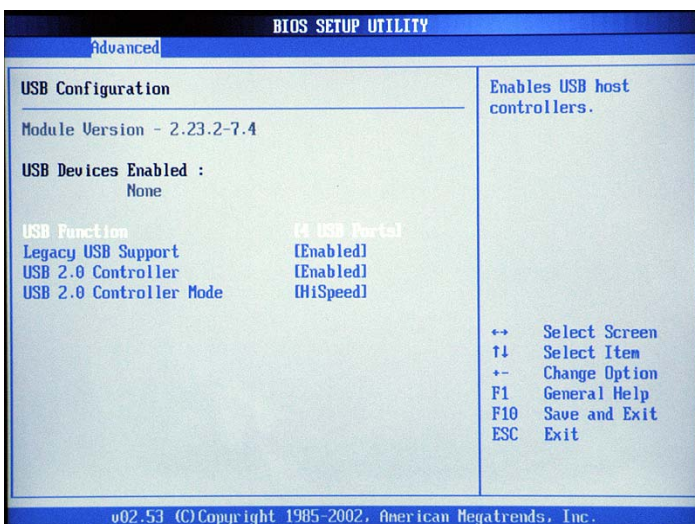 BIOS SETUP UTILITY
Advanced
USB Configuration
Module Version - 2.23.2-7.4
USB Devices Enabled :
None
USB Function [4 USB Ports]
Legacy USB Support [Enabled]
USB 2.0 Controller [Enabled]
USB 2.0 Controller Mode [HiSpeed]
Enables USB host
controllers.
↔ Select Screen
↑↓ Select Item
+- Change Option
F1 General Help
F10 Save and Exit
ESC Exit
v02.53 (C)Copyright 1985-2002, American Megatrends, Inc.